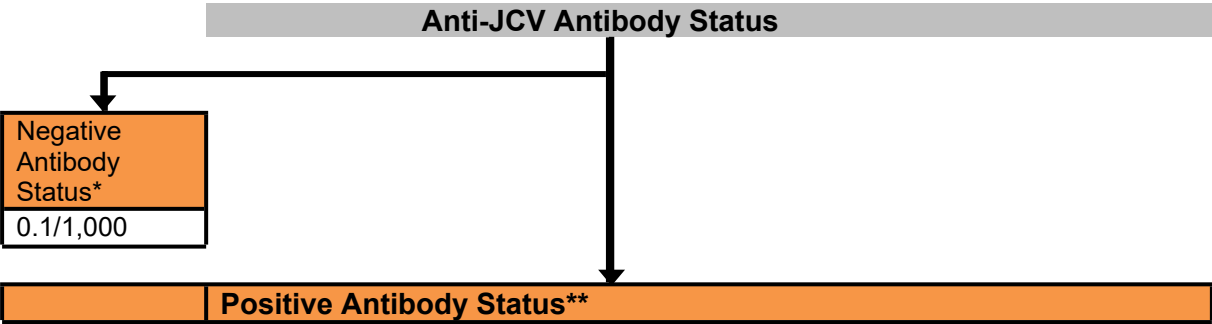 Anti-JCV Antibody Status
Negative
Antibody
Status*
0.1/1,000
Positive Antibody Status**